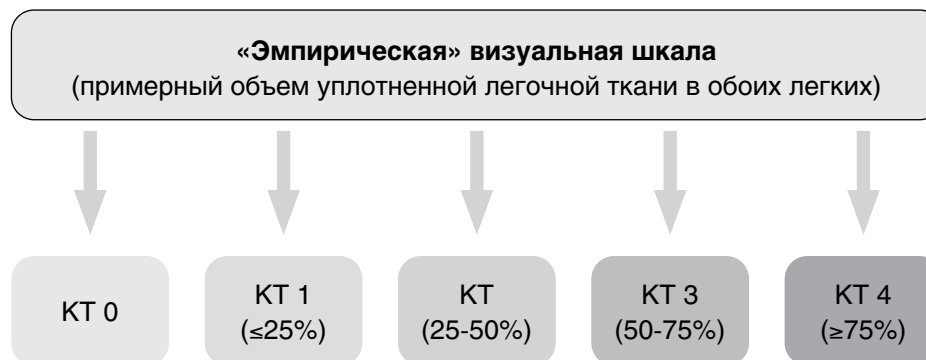 «Эмпирическая» визуальная шкала
(примерный объем уплотненной легочной ткани в обоих легких)
КТ 0
КТ 1
(≤25%)
КТ
(25-50%)
КТ 3
(50-75%)
КТ 4
(≥75%)